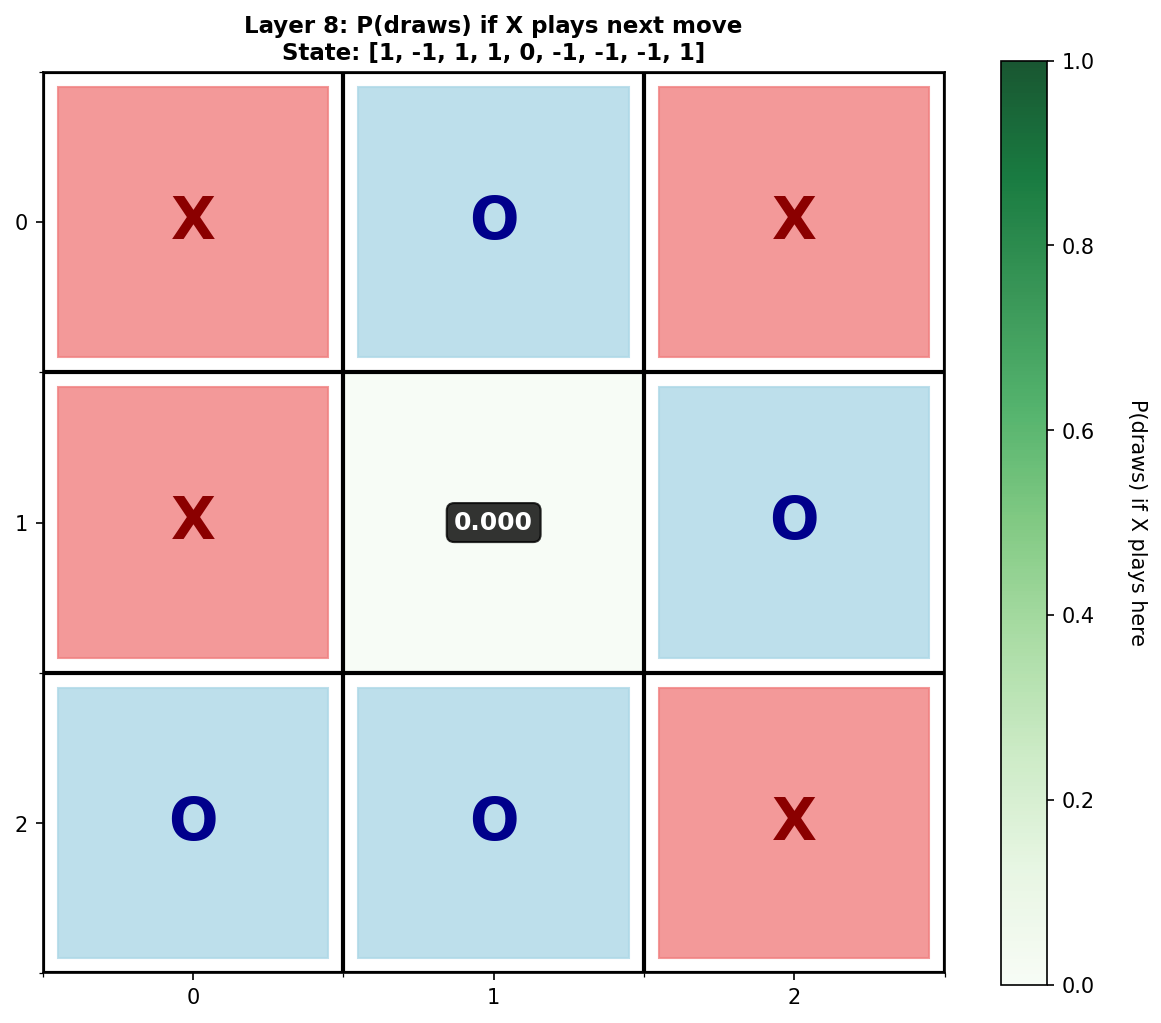 Layer 8: P(draws) if X plays next move
State: [1, -1, 1, 1, 0, -1, -1, -1, 1]
0
X
O
X
1
X
0.000
O
2
O
O
X
0
1
2
1.0
0.8
0.6
0.4
0.2
0.0
P(draws) if X plays here